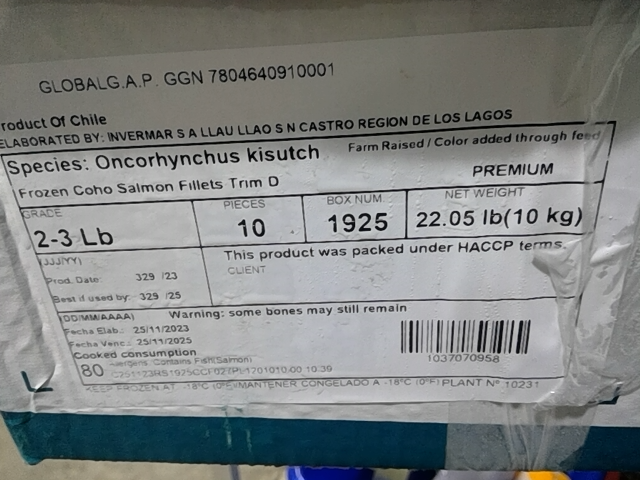 GLOBALG.A.P. GGN 7804640910001
roduct Of Chile
ELABORATED BY: INVERMAR S A LLAU LLAO S N CASTRO REGION DE LOS LAGOS
Species: Oncorhynchus kisutch Farm Raised / Color added through feed
Frozen Coho Salmon Fillets Trim D PREMIUM
GRADE PIECES BOX NUM NET WEIGHT
2-3 Lb 10 1925 22.05 lb(10 kg)
(JJJ/YY) This product was packed under HACCP terms.
Prod. Date: 329 /23 CLIENT
Best if used by: 329 /25
(DD/MM/AAAA) Warning: some bones may still remain
Fecha Elab.: 25/11/2023
Fecha Venc.: 25/11/2025
Cooked consumption 1037070958
80 Contains Fish(Salmon)
10:39
KEEP FROZEN AT -18°C (0°F)/MANTENER CONGELADO A -18°C (0°F) PLANT N° 10231